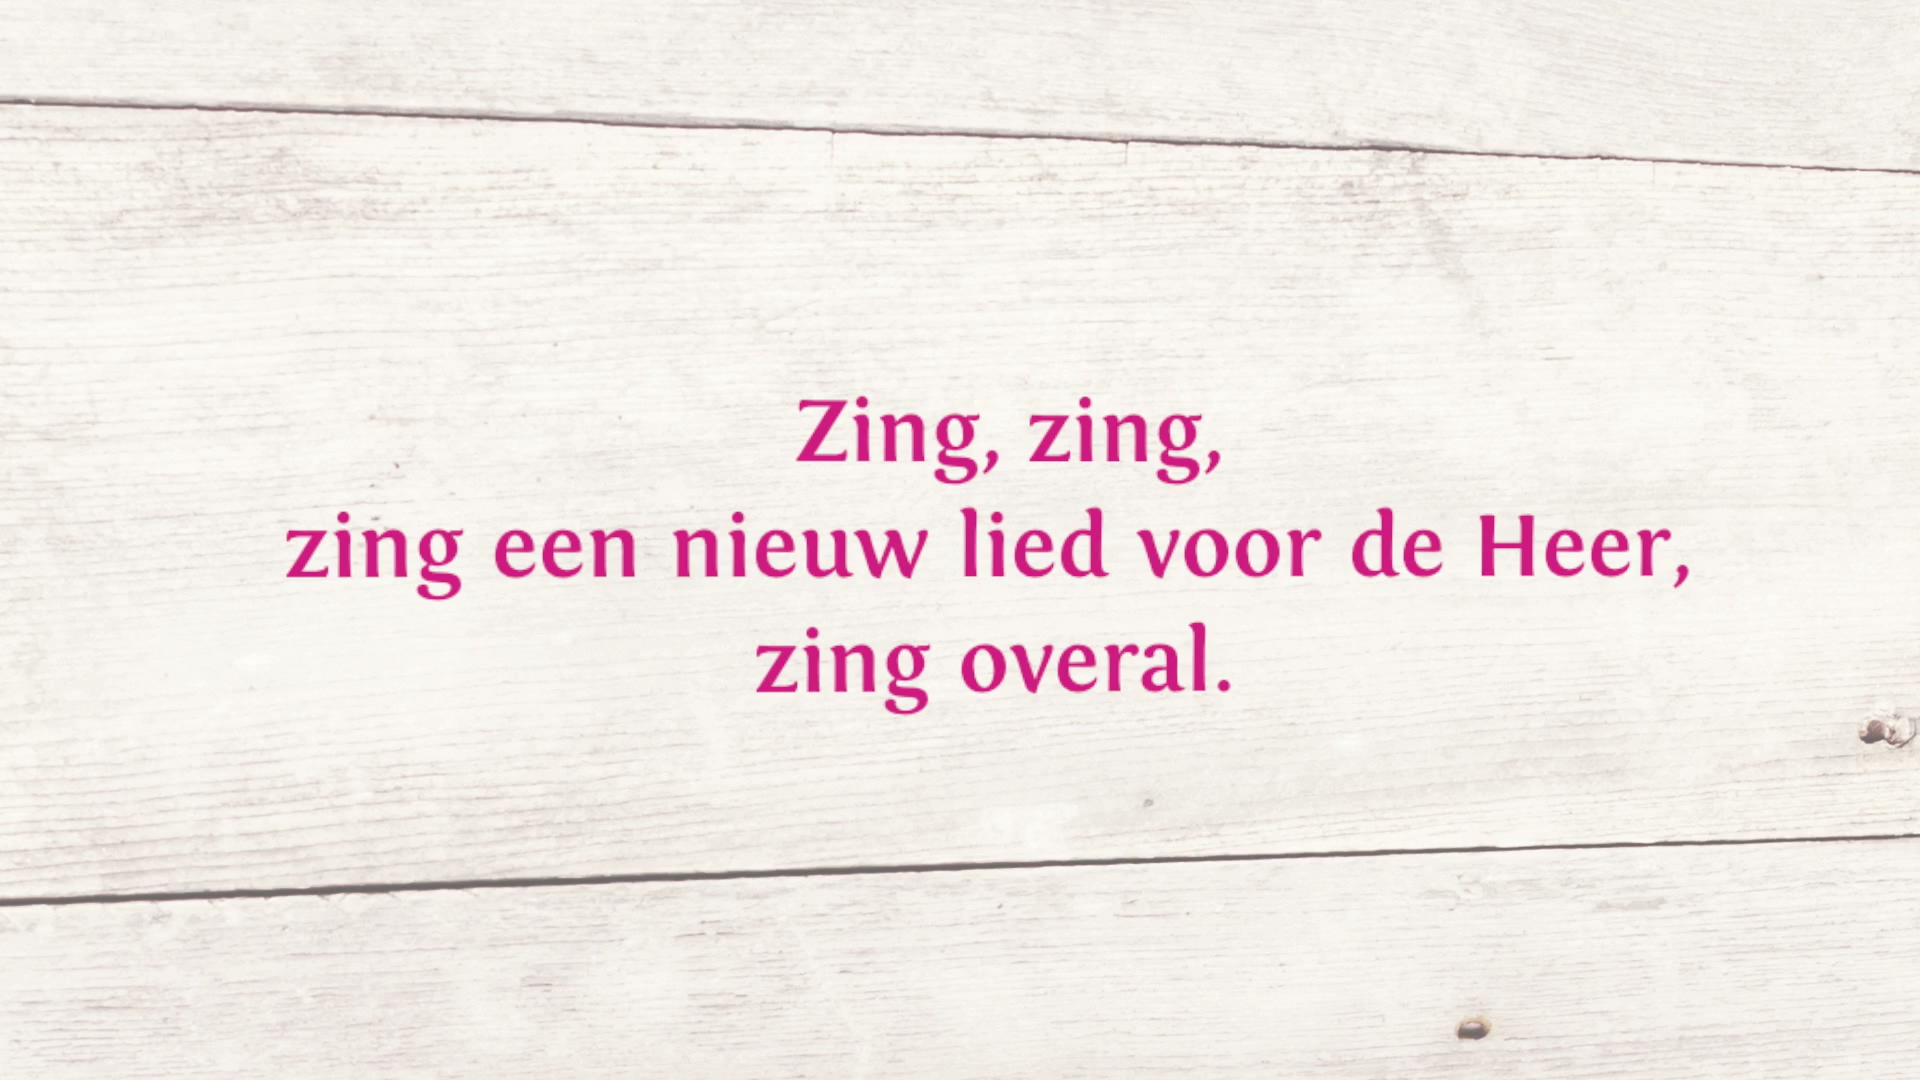 Zing, zing,
zing een nieuw lied voor de Heer,
zing overal.